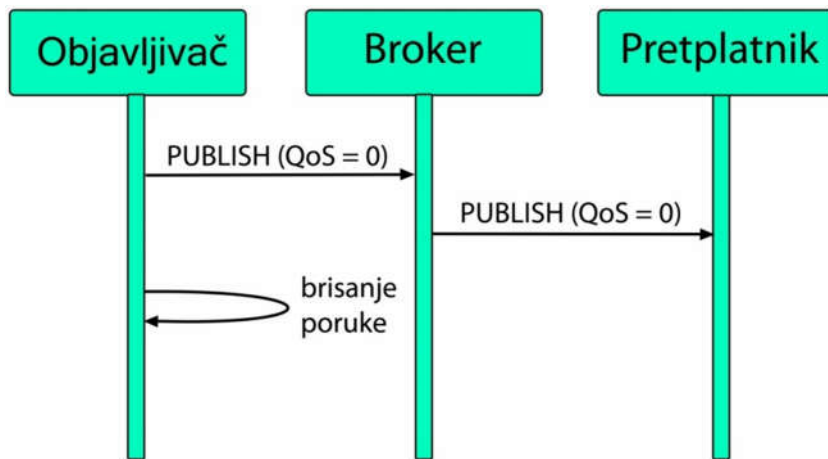 Objavljivač
Broker
Pretplatnik
PUBLISH (QoS = 0)
PUBLISH (QoS = 0)
brisanje
poruke